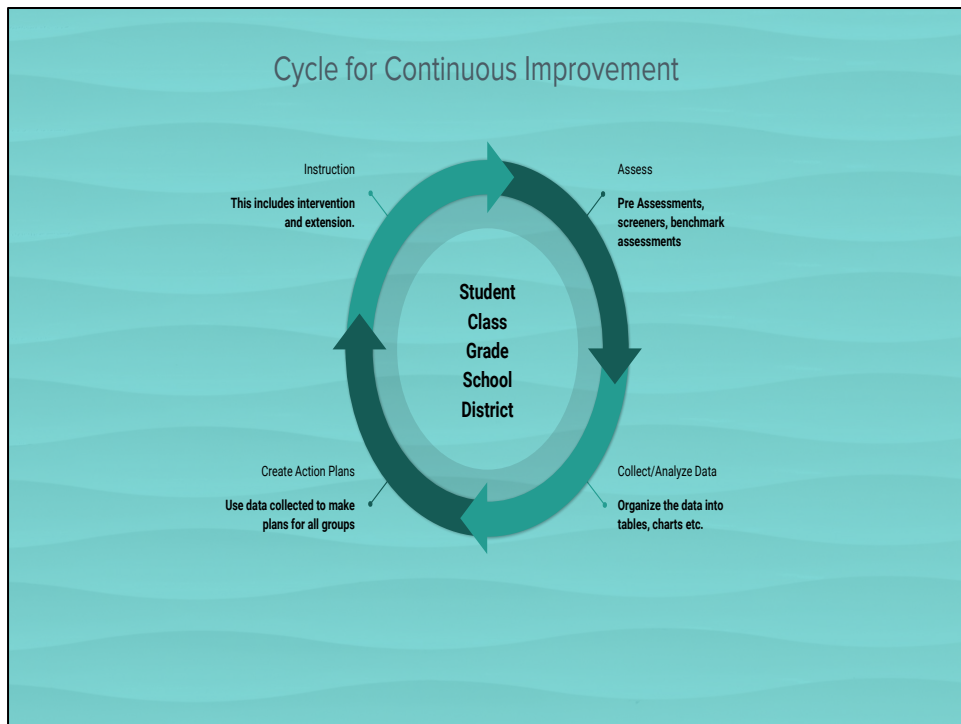 Cycle for Continuous Improvement
Instruction
This includes intervention
and extension.
Assess
Pre Assessments,
screeners, benchmark
assessments
Student
Class
Grade
School
District
Create Action Plans
Use data collected to make
plans for all groups
Collect/Analyze Data
Organize the data into
tables, charts etc.